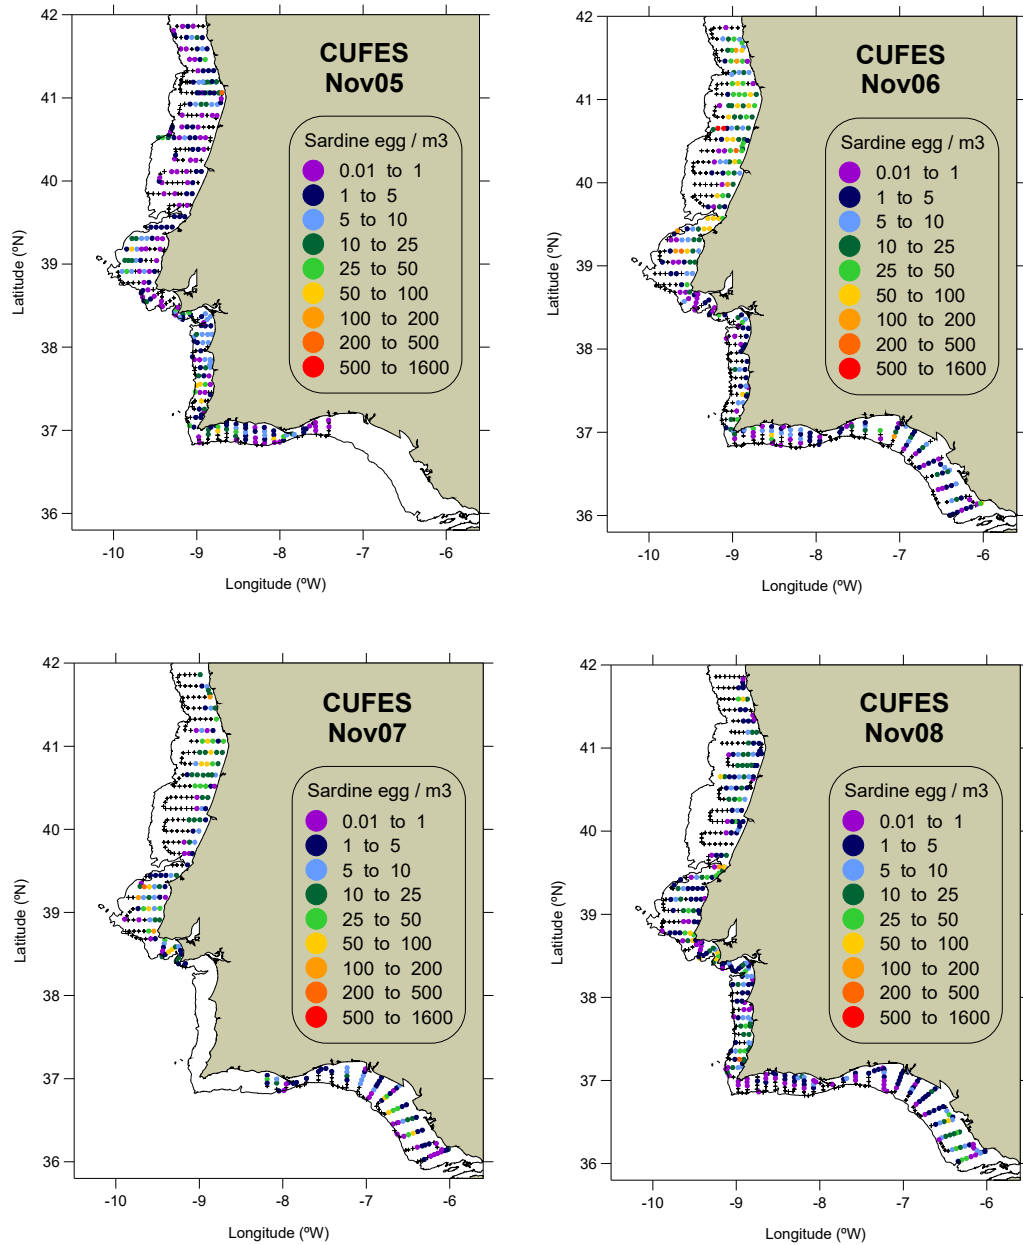 42
41
40
39
38
37
36
Latitude (ºN)
CUFES
Nov05
Sardine egg / m3
0.01 to 1
1 to 5
5 to 10
10 to 25
25 to 50
50 to 100
100 to 200
200 to 500
500 to 1600
-10 -9 -8 -7 -6
Longitude (ºW)
42
41
40
39
38
37
36
Latitude (ºN)
CUFES
Nov06
Sardine egg / m3
0.01 to 1
1 to 5
5 to 10
10 to 25
25 to 50
50 to 100
100 to 200
200 to 500
500 to 1600
-10 -9 -8 -7 -6
Longitude (ºW)
42
41
40
39
38
37
36
Latitude (ºN)
CUFES
Nov07
Sardine egg / m3
0.01 to 1
1 to 5
5 to 10
10 to 25
25 to 50
50 to 100
100 to 200
200 to 500
500 to 1600
-10 -9 -8 -7 -6
Longitude (ºW)
42
41
40
39
38
37
36
Latitude (ºN)
CUFES
Nov08
Sardine egg / m3
0.01 to 1
1 to 5
5 to 10
10 to 25
25 to 50
50 to 100
100 to 200
200 to 500
500 to 1600
-10 -9 -8 -7 -6
Longitude (ºW)